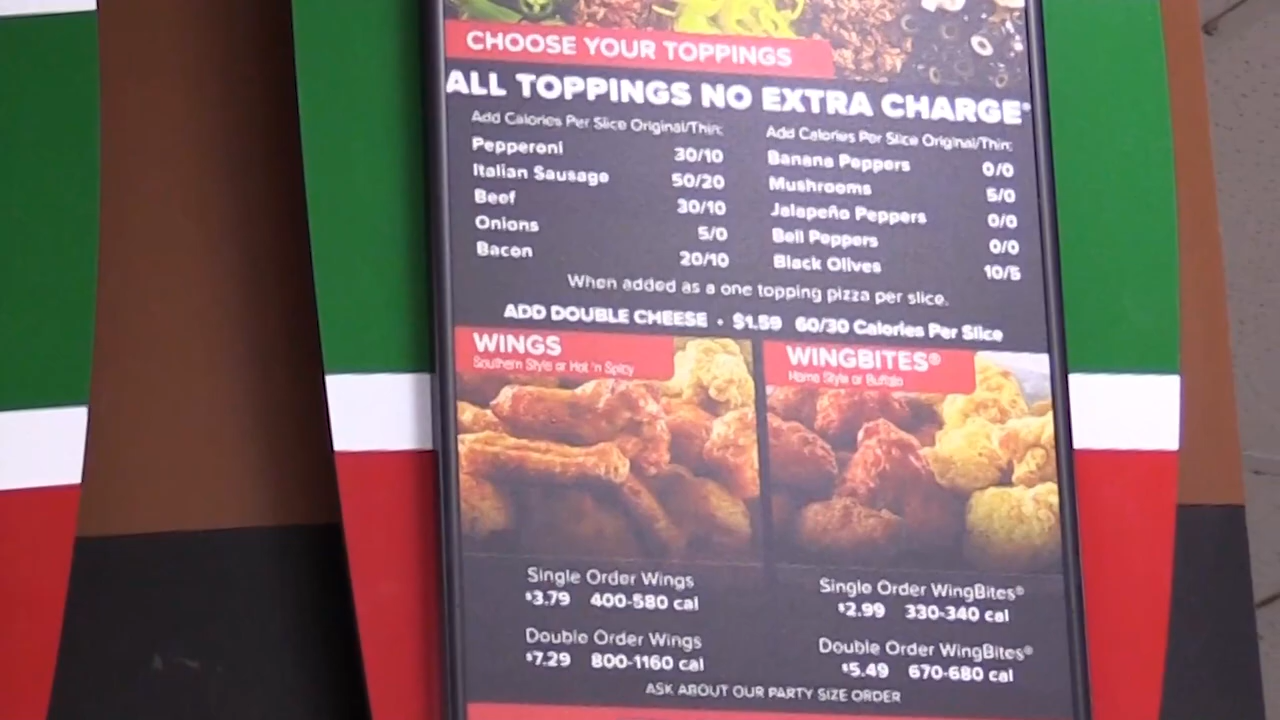 CHOOSE YOUR TOPPINGS
ALL TOPPINGS NO EXTRA CHARGE*
Add Calories Per Slice Original/Thin:
Pepperoni 30/10
Italian Sausage 50/20
Beef 30/10
Onions 5/0
Bacon 20/10
Add Calories Per Slice Original/Thin:
Banana Peppers 0/0
Mushrooms 5/0
Jalapeño Peppers 0/0
Bell Peppers 0/0
Black Olives 10/5
When added as a one topping pizza per slice.
ADD DOUBLE CHEESE • $1.59 60/30 Calories Per Slice
WINGS
Southern Style or Hot 'n Spicy
WINGBITES®
Home Style or Buffalo
Single Order Wings
$3.79 400-580 cal
Double Order Wings
$7.29 800-1160 cal
Single Order WingBites®
$2.99 330-340 cal
Double Order WingBites®
$5.49 670-680 cal
ASK ABOUT OUR PARTY SIZE ORDER